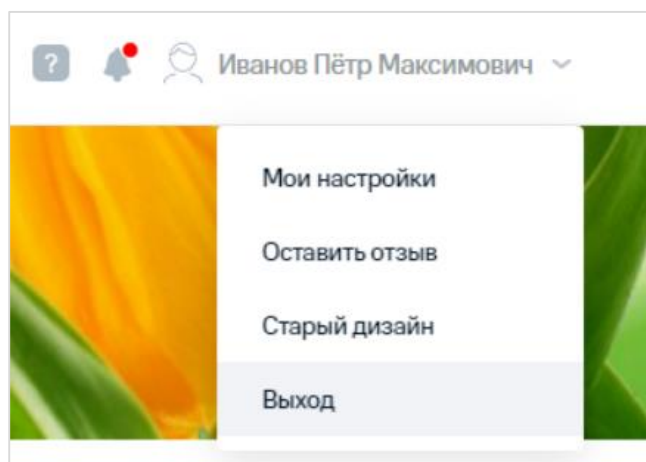 ?
Иванов Пётр Максимович
Мои настройки
Оставить отзыв
Старый дизайн
Выход